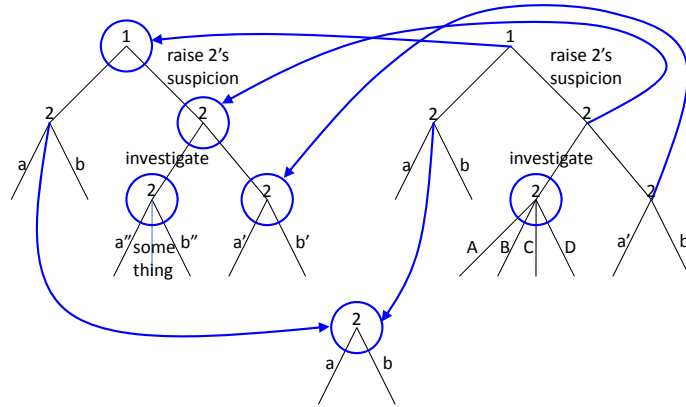 1
raise 2's
suspicion
1
raise 2's
suspicion
2
2
2
2
a
b
investigate
a
b
investigate
2
2
2
2
a"
some
thing
b"
a'
b'
A
B
C
D
a'
2
a
b